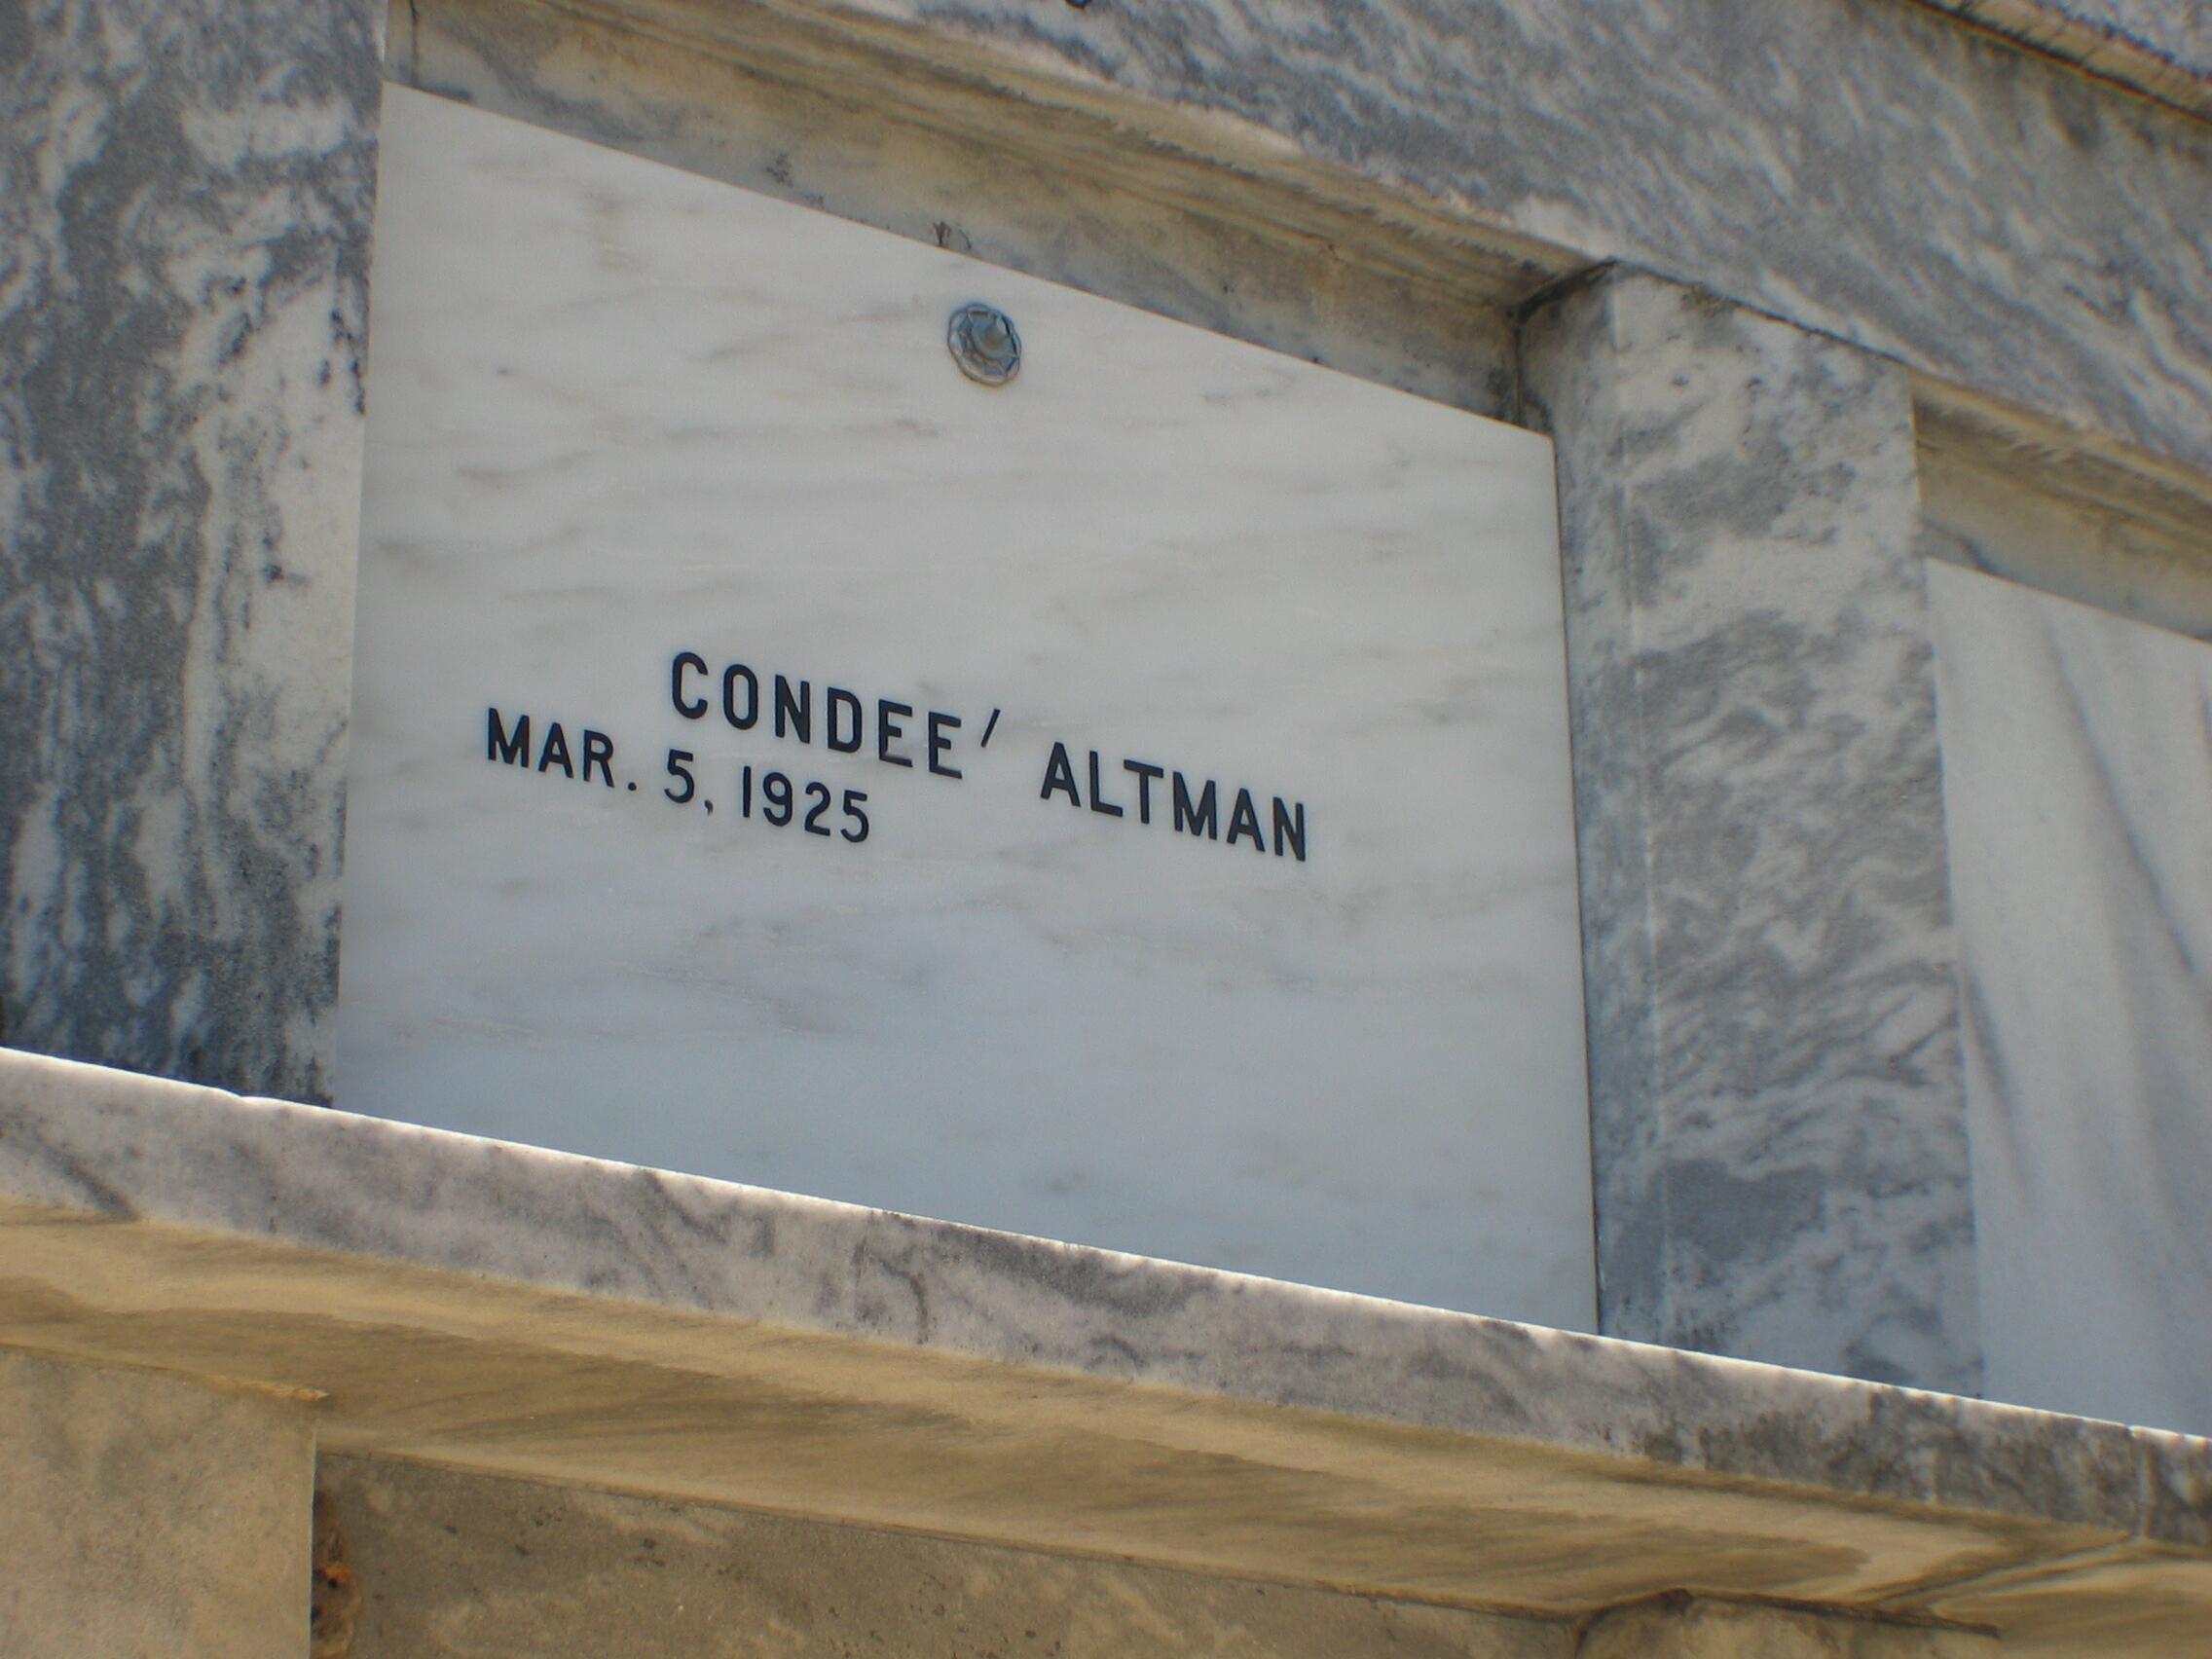 CONDEE' ALTMAN
MAR. 5, 1925